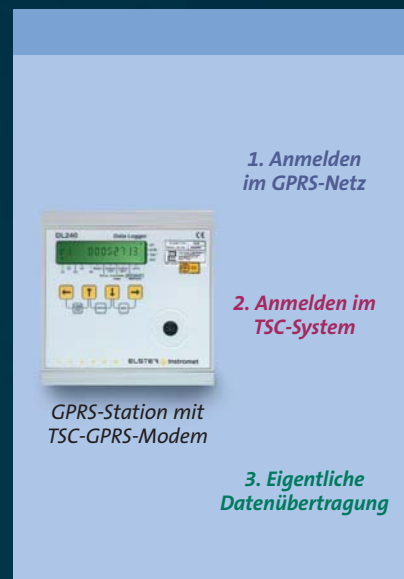 1. Anmelden
im GPRS-Netz
DL240 Data Logger CE
00052713
ELSTER Instromet
2. Anmelden im
TSC-System
GPRS-Station mit
TSC-GPRS-Modem
3. Eigentliche
Datenübertragung